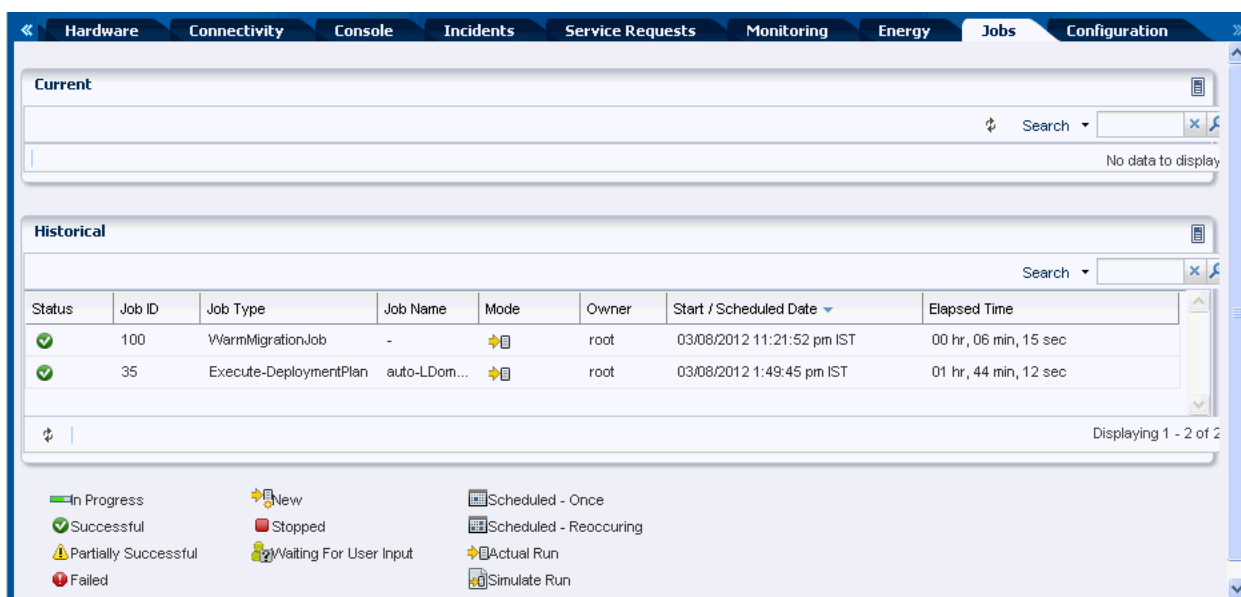 Hardware Connectivity Console Incidents Service Requests Monitoring Energy Jobs Configuration
Current
Search
No data to display
Historical
Search
Status Job ID Job Type Job Name Mode Owner Start / Scheduled Date Elapsed Time
100 WarmMigrationJob - root 03/08/2012 11:21:52 pm IST 00 hr, 06 min, 15 sec
35 Execute-DeploymentPlan auto-LDom... root 03/08/2012 1:49:45 pm IST 01 hr, 44 min, 12 sec
Displaying 1 - 2 of 2
In Progress New Scheduled - Once
Successful Stopped Scheduled - Reoccuring
Partially Successful Waiting For User Input Actual Run
Failed Simulate Run